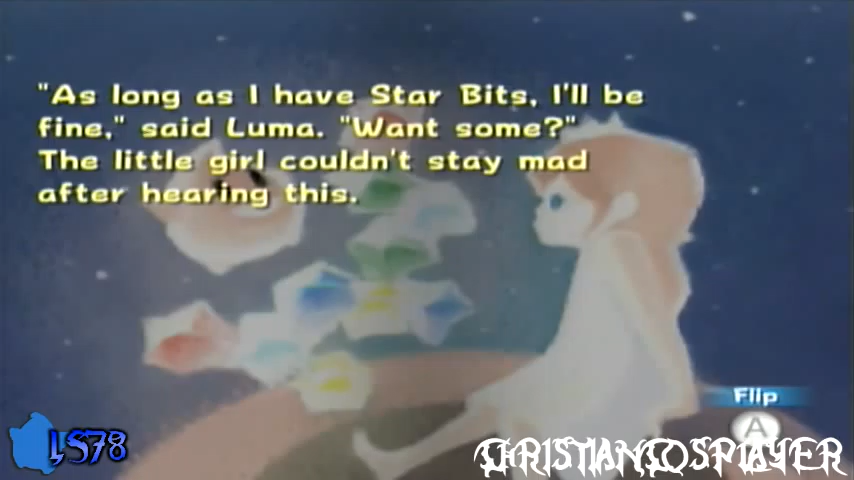 "As long as I have Star Bits, I'll be
fine," said Luma. "Want some?"
The little girl couldn't stay mad
after hearing this.
Flip
A
LS78
CHRISTIANCOSPLAYER